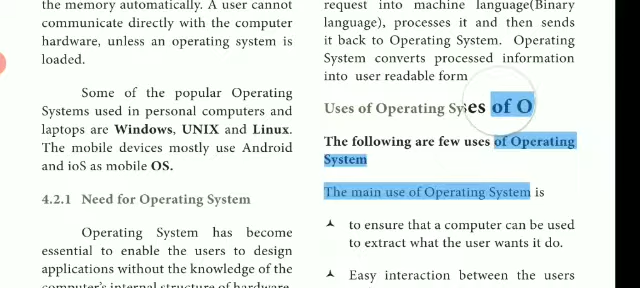 the memory automatically. A user cannot
communicate directly with the computer
hardware, unless an operating system is
loaded.
Some of the popular Operating
Systems used in personal computers and
laptops are Windows, UNIX and Linux.
The mobile devices mostly use Android
and ioS as mobile OS.
4.2.1 Need for Operating System
Operating System has become
essential to enable the users to design
applications without the knowledge of the
computer's internal structure of hardware.
request into machine language(Binary
language), processes it and then sends
it back to Operating System. Operating
System converts processed information
into user readable form
Uses of Operating Sy
es of O
The following are few uses of Operating
System
The main use of Operating System is
to ensure that a computer can be used
to extract what the user wants it do.
Easy interaction between the users